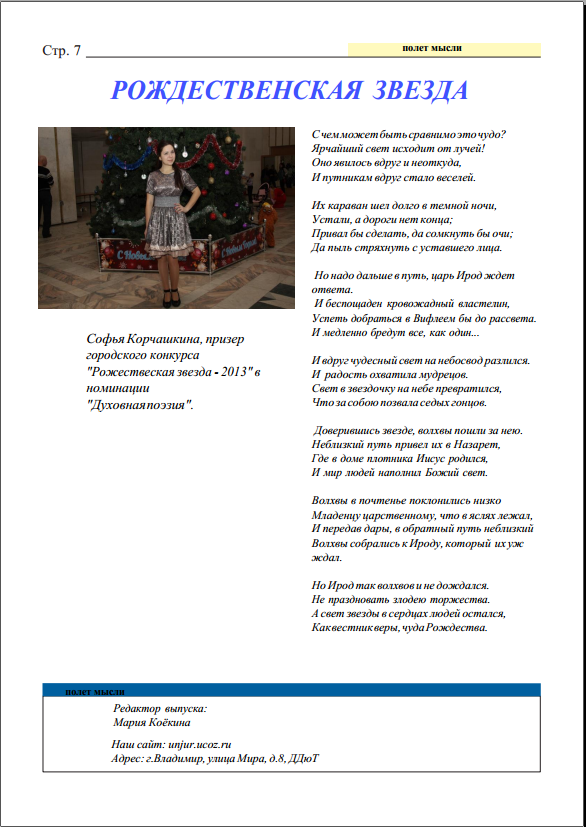 Стр. 7
полет мысли
РОЖДЕСТВЕНСКАЯ ЗВЕЗДА
С Новым Годом!
С Новым
Софья Корчашкина, призер
городского конкурса
"Рожествеская звезда - 2013" в
номинации
"Духовная поэзия".
С чем может быть сравнимо это чудо?
Ярчайший свет исходит от лучей!
Оно явилось вдруг и неоткуда,
И путникам вдруг стало веселей.
Их караван шел долго в темной ночи,
Устали, а дороги нет конца;
Привал бы сделать, да сомкнуть бы очи;
Да пыль стряхнуть с уставшего лица.
Но надо дальше в путь, царь Ирод ждет
ответа.
И беспощаден кровожадный властелин,
Успеть добраться в Вифлеем бы до рассвета.
И медленно бредут все, как один...
И вдруг чудесный свет на небосвод разлился.
И радость охватила мудрецов.
Свет в звездочку на небе превратился,
Что за собою позвала седых гонцов.
Доверившись звезде, волхвы пошли за нею.
Неблизкий путь привел их в Назарет,
Где в доме плотника Иисус родился,
И мир людей наполнил Божий свет.
Волхвы в почтенье поклонились низко
Младенцу царственному, что в яслях лежал,
И передав дары, в обратный путь неблизкий
Волхвы собрались к Ироду, который их уж
ждал.
Но Ирод так волхвов и не дождался.
Не праздновать злодею торжества.
А свет звезды в сердцах людей остался,
Как вестник веры, чуда Рождества.
полет мысли
Редактор выпуска:
Мария Коёкина
Наш сайт: unjur.ucoz.ru
Адрес: г.Владимир, улица Мира, д.8, ДДюТ